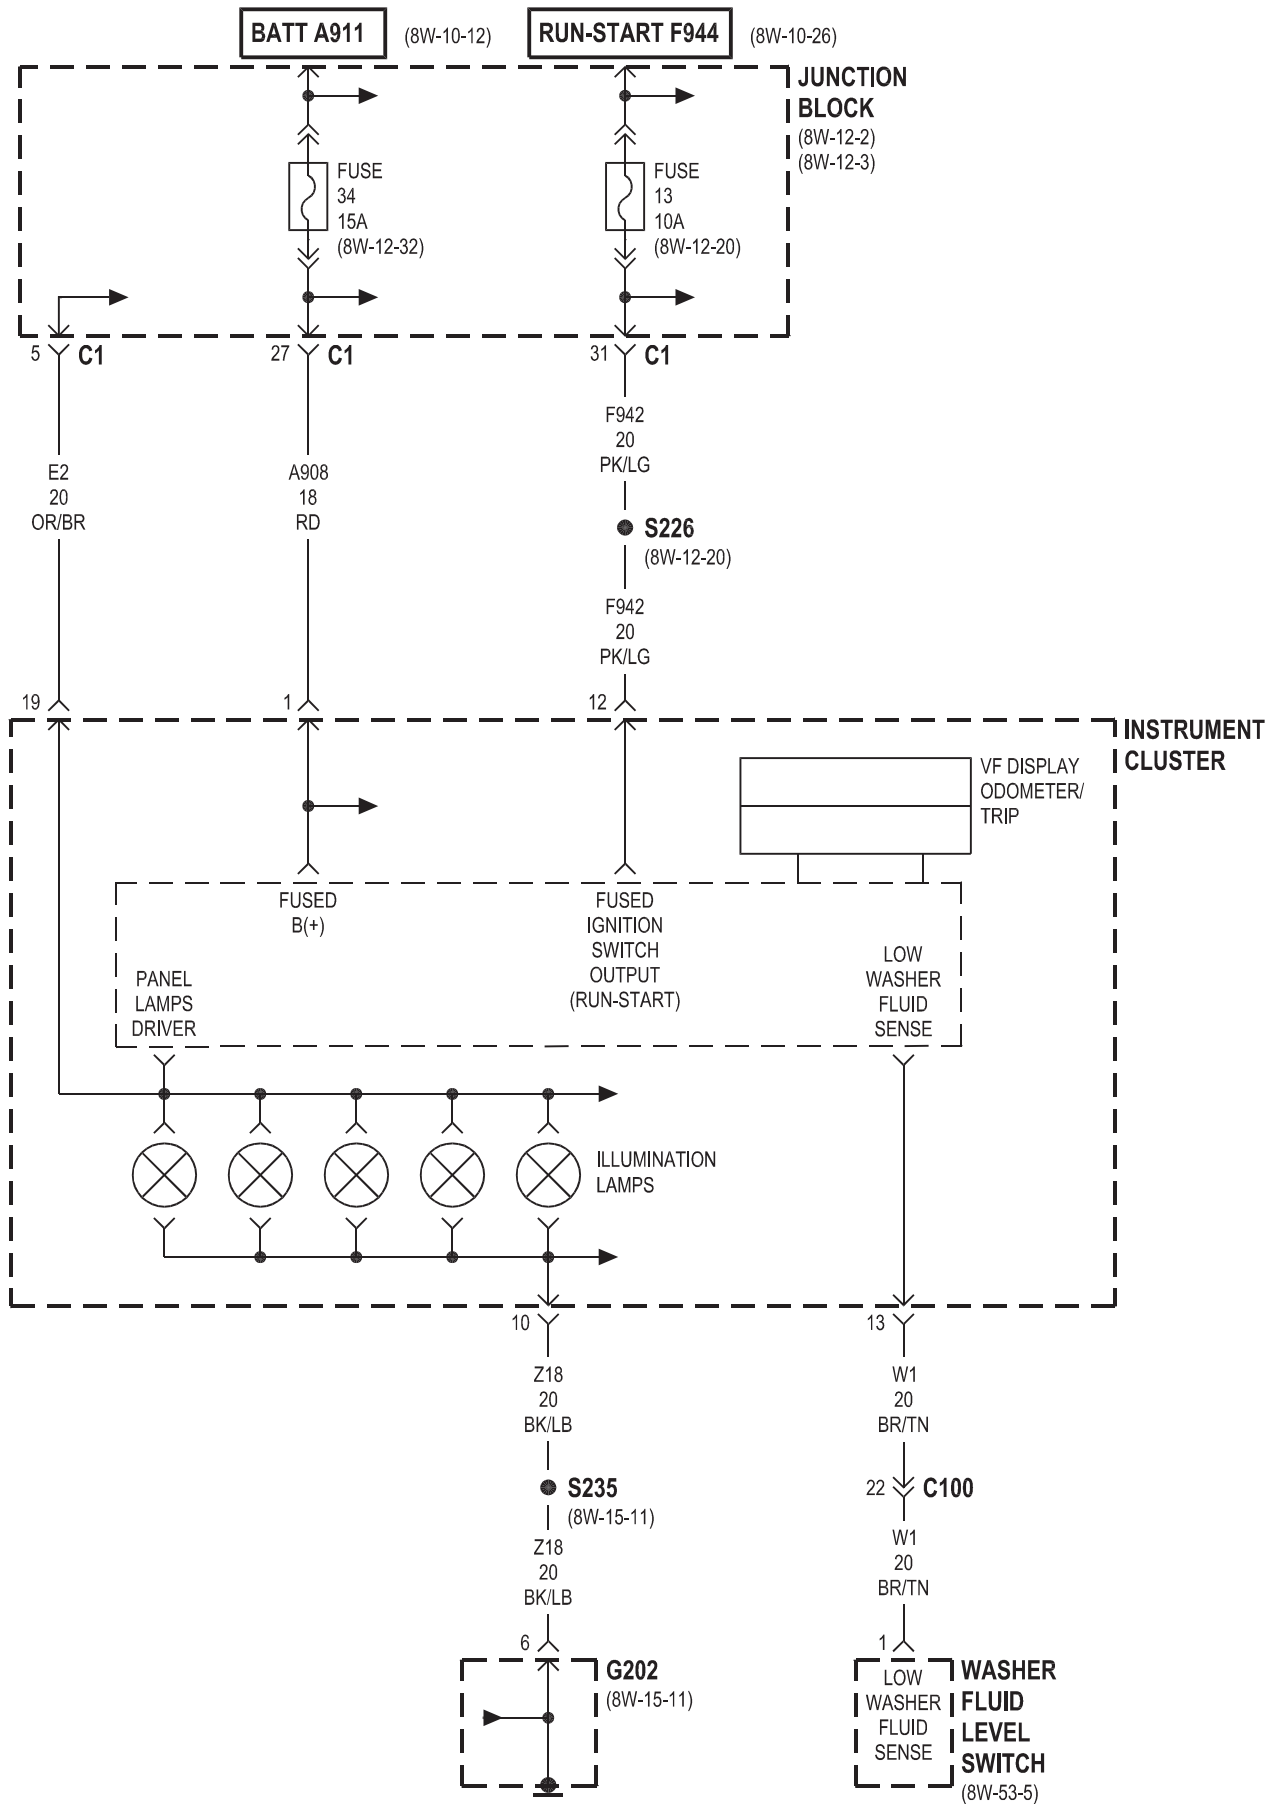 BATT A911 (8W-10-12) RUN-START F944 (8W-10-26)
JUNCTION
BLOCK
(8W-12-2)
(8W-12-3)
FUSE
34
15A
(8W-12-32)
FUSE
13
10A
(8W-12-20)
5 C1 27 C1 31 C1
E2
20
OR/BR
A908
18
RD
F942
20
PK/LG
S226
(8W-12-20)
F942
20
PK/LG
19 1 12
INSTRUMENT
CLUSTER
VF DISPLAY
ODOMETER/
TRIP
FUSED
B(+)
FUSED
IGNITION
SWITCH
OUTPUT
(RUN-START)
LOW
WASHER
FLUID
SENSE
PANEL
LAMPS
DRIVER
ILLUMINATION
LAMPS
10 13
Z18
20
BK/LB
W1
20
BR/TN
S235
(8W-15-11)
22 C100
Z18
20
BK/LB
W1
20
BR/TN
6 1
G202
(8W-15-11)
LOW
WASHER
FLUID
SENSE
WASHER
FLUID
LEVEL
SWITCH
(8W-53-5)